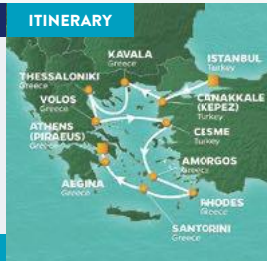 ITINERARY
KAVALA
Greece
ISTANBUL
Turkey
THESSALONIKI
Greece
ÇANAKKALE
(KEPEZ)
Turkey
VOLOS
Greece
ATHENS
(PIRAEUS)
Greece
CESME
Turkey
AMORGOS
Greece
AEGINA
Greece
RHODES
Greece
SANTORINI
Greece